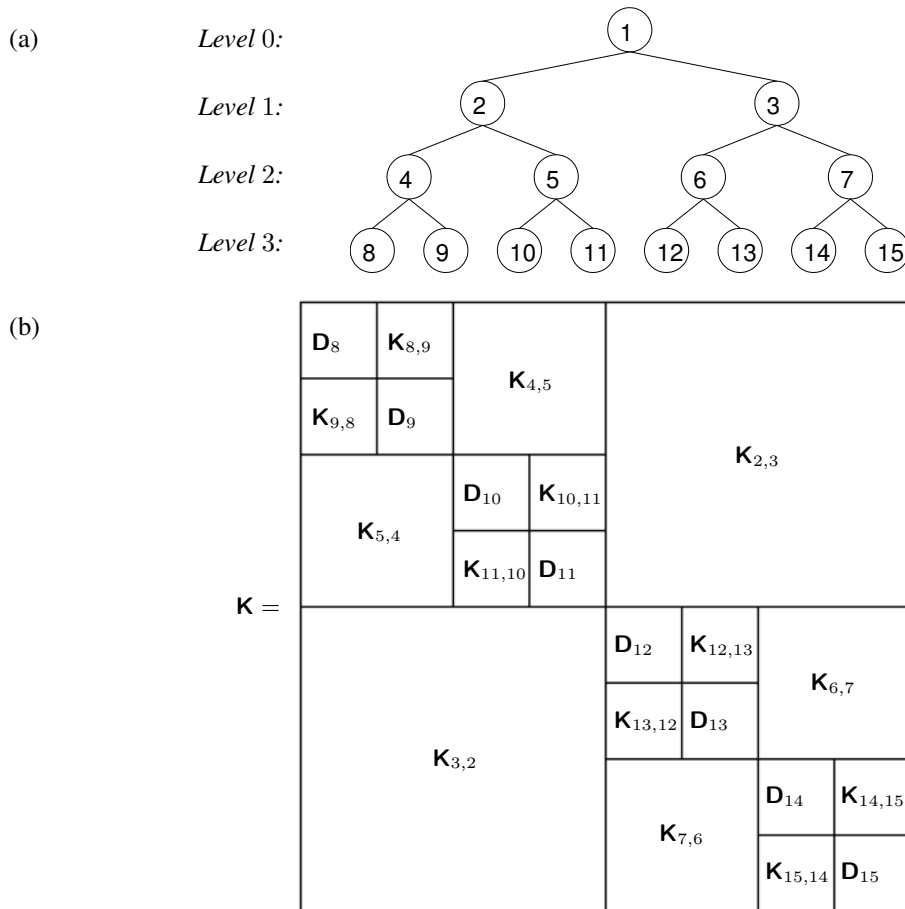 (a)
Level 0:
1
Level 1:
2 3
Level 2:
4 5 6 7
Level 3:
8 9 10 11 12 13 14 15
(b)
D₈ K₈,₉
K₄,₅
K₉,₈ D₉
K₂,₃
D₁₀ K₁₀,₁₁
K₅,₄
K₁₁,₁₀ D₁₁
K =
D₁₂ K₁₂,₁₃
K₆,₇
K₁₃,₁₂ D₁₃
K₃,₂
D₁₄ K₁₄,₁₅
K₇,₆
K₁₅,₁₄ D₁₅